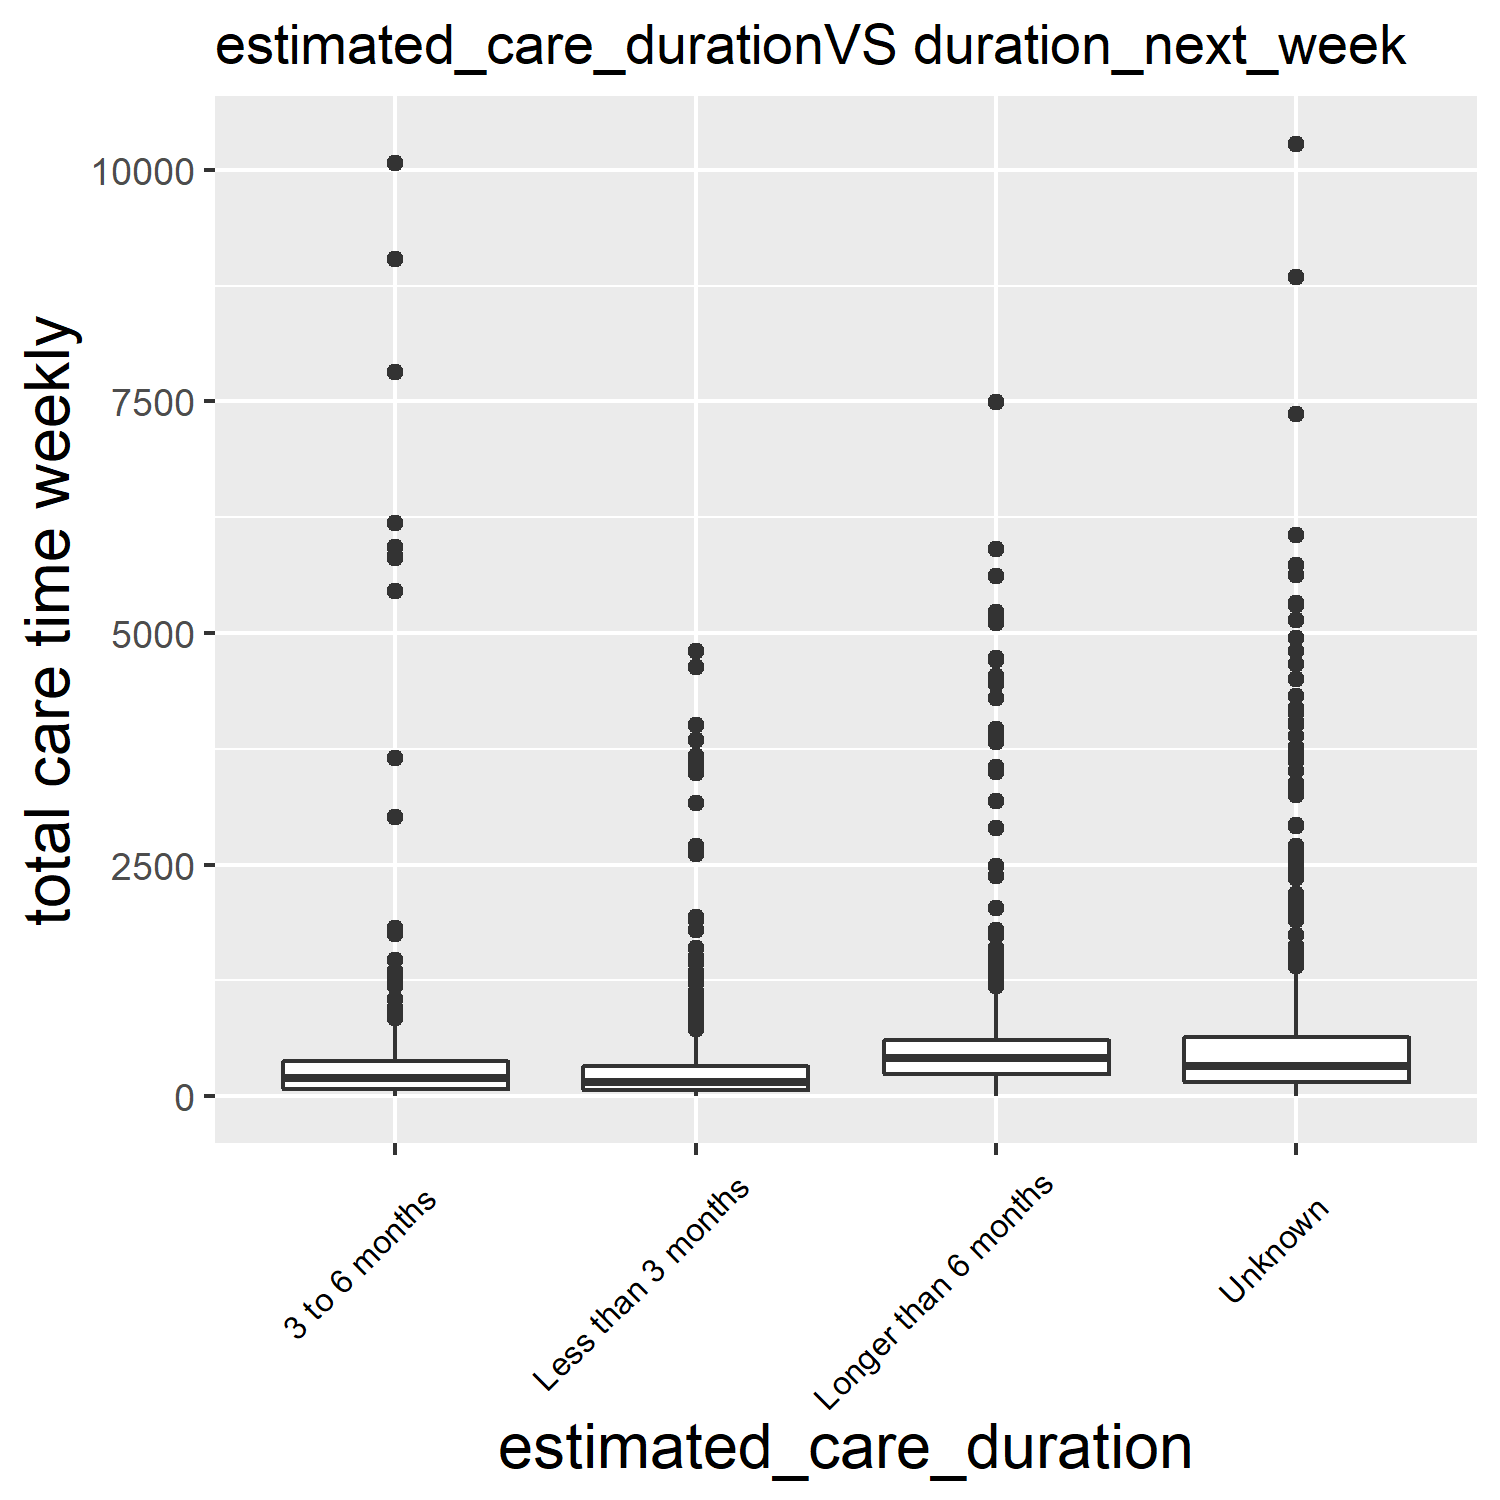 estimated_care_durationVS duration_next_week
total care time weekly
10000
7500
5000
2500
0
3 to 6 months
Less than 3 months
Longer than 6 months
Unknown
estimated_care_duration